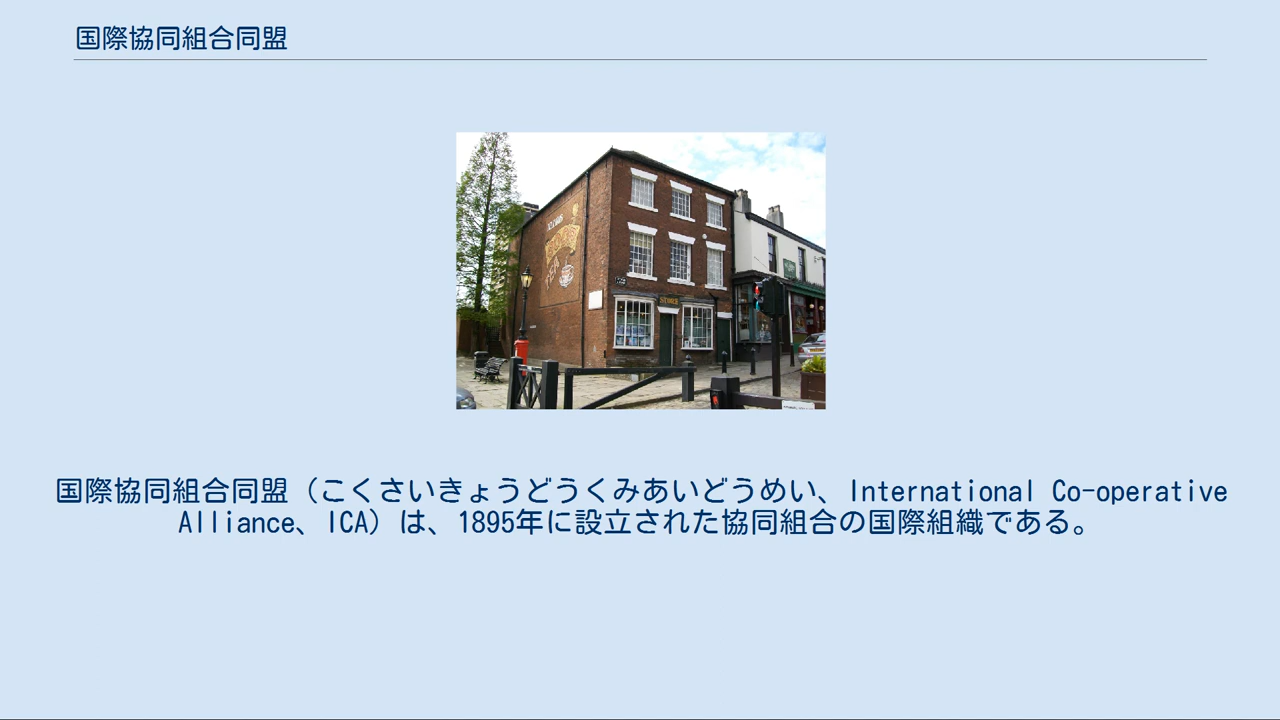 国際協同組合同盟
STORE
国際協同組合同盟（こくさいきょうどうくみあいどうめい、International Co-operative
Alliance、ICA）は、1895年に設立された協同組合の国際組織である。